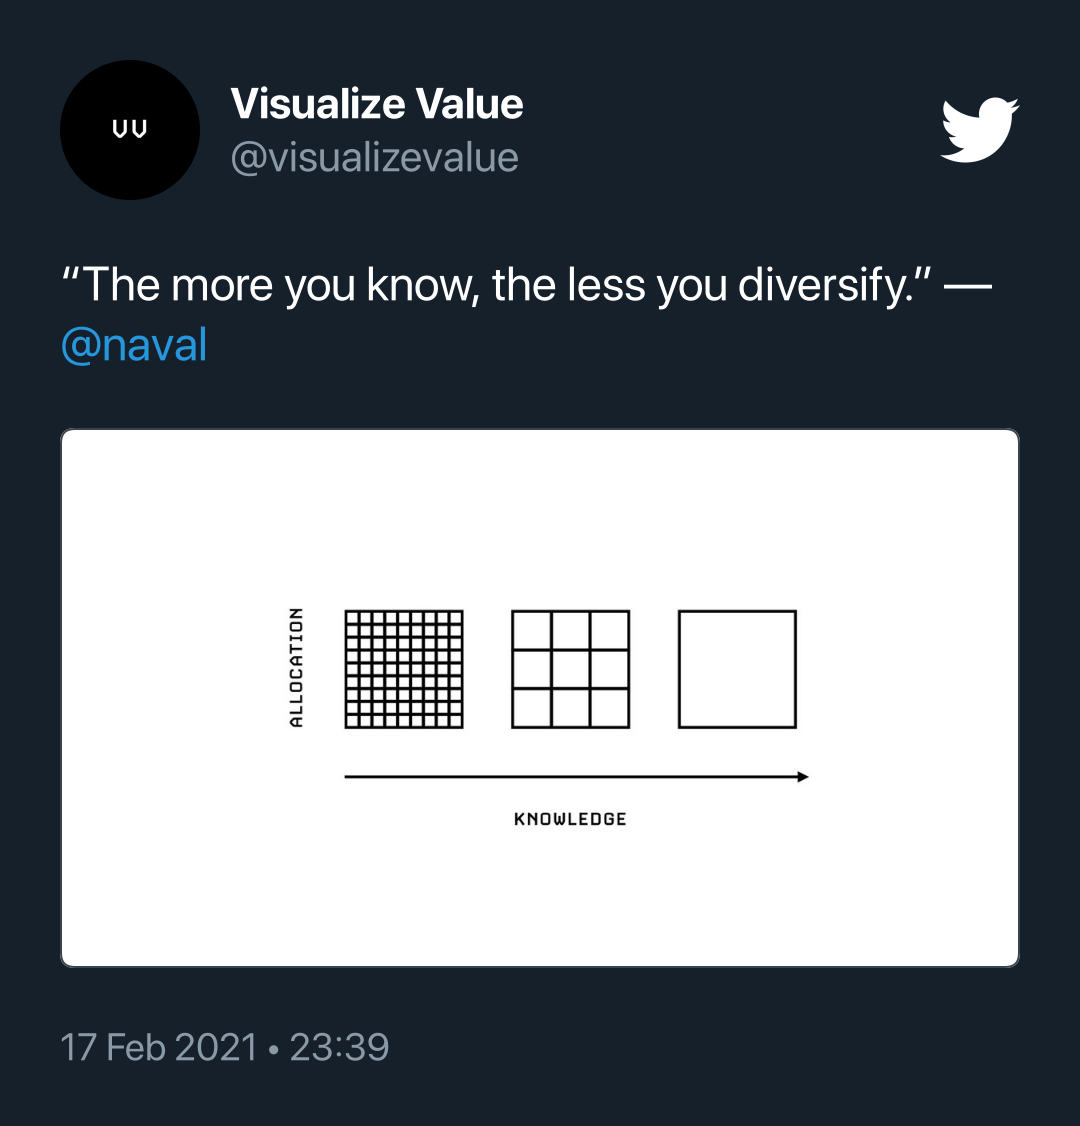 VV
Visualize Value
@visualizevalue
“The more you know, the less you diversify.” —
@naval
ALLOCATION
KNOWLEDGE
17 Feb 2021 • 23:39